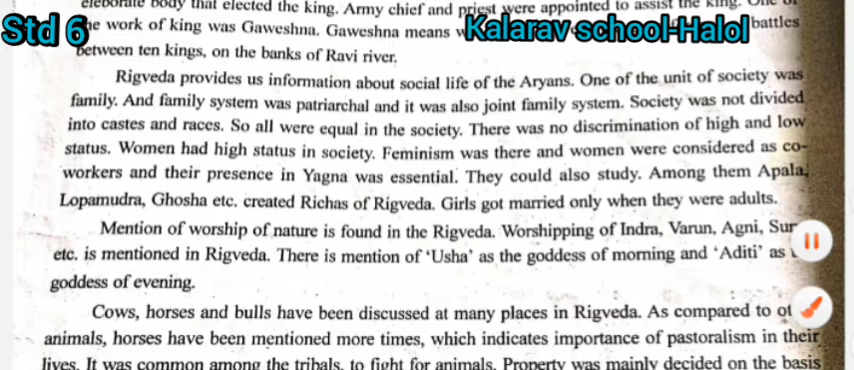 eleborate body that elected the king. Army chief and priest were appointed to assist the king. One of
Std 6
the work of king was Gaweshna. Gaweshna means
Kalarav school-Halol
battles
between ten kings, on the banks of Ravi river.
Rigveda provides us information about social life of the Aryans. One of the unit of society was
family. And family system was patriarchal and it was also joint family system. Society was not divided
into castes and races. So all were equal in the society. There was no discrimination of high and low
status. Women had high status in society. Feminism was there and women were considered as co-
workers and their presence in Yagna was essential. They could also study. Among them Apala,
Lopamudra, Ghosha etc. created Richas of Rigveda. Girls got married only when they were adults.
Mention of worship of nature is found in the Rigveda. Worshipping of Indra, Varun, Agni,
etc. is mentioned in Rigveda. There is mention of ‘Usha’ as the goddess of morning and ‘Aditi’ as
goddess of evening.
Cows, horses and bulls have been discussed at many places in Rigveda. As compared to
animals, horses have been mentioned more times, which indicates importance of pastoralism in their
lives. It was common among the tribals, to fight for animals. Property was mainly decided on the basis